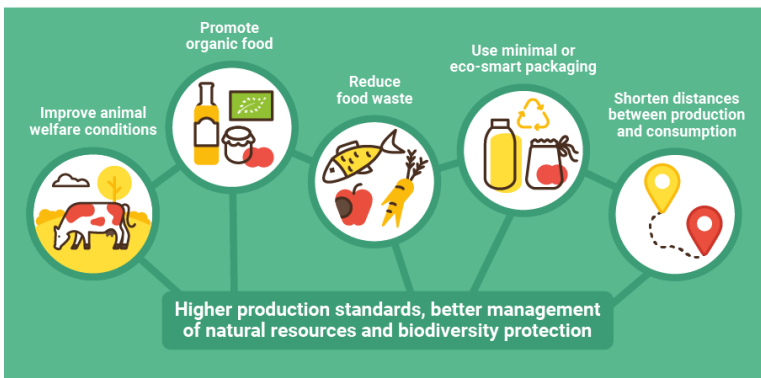 Improve animal
welfare conditions
Promote
organic food
Reduce
food waste
Use minimal or
eco-smart packaging
Shorten distances
between production
and consumption
Higher production standards, better management
of natural resources and biodiversity protection